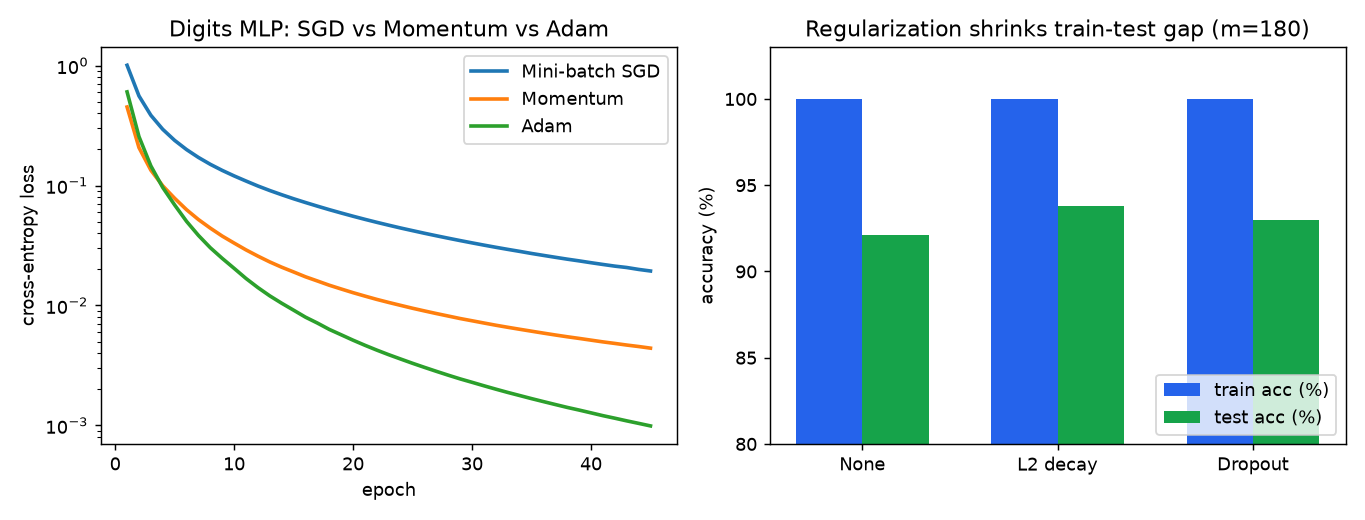 Digits MLP: SGD vs Momentum vs Adam
cross-entropy loss
10⁰
10⁻¹
10⁻²
10⁻³
Mini-batch SGD
Momentum
Adam
0 10 20 30 40
epoch
Regularization shrinks train-test gap (m=180)
accuracy (%)
100
95
90
85
80
train acc (%)
test acc (%)
None L2 decay Dropout